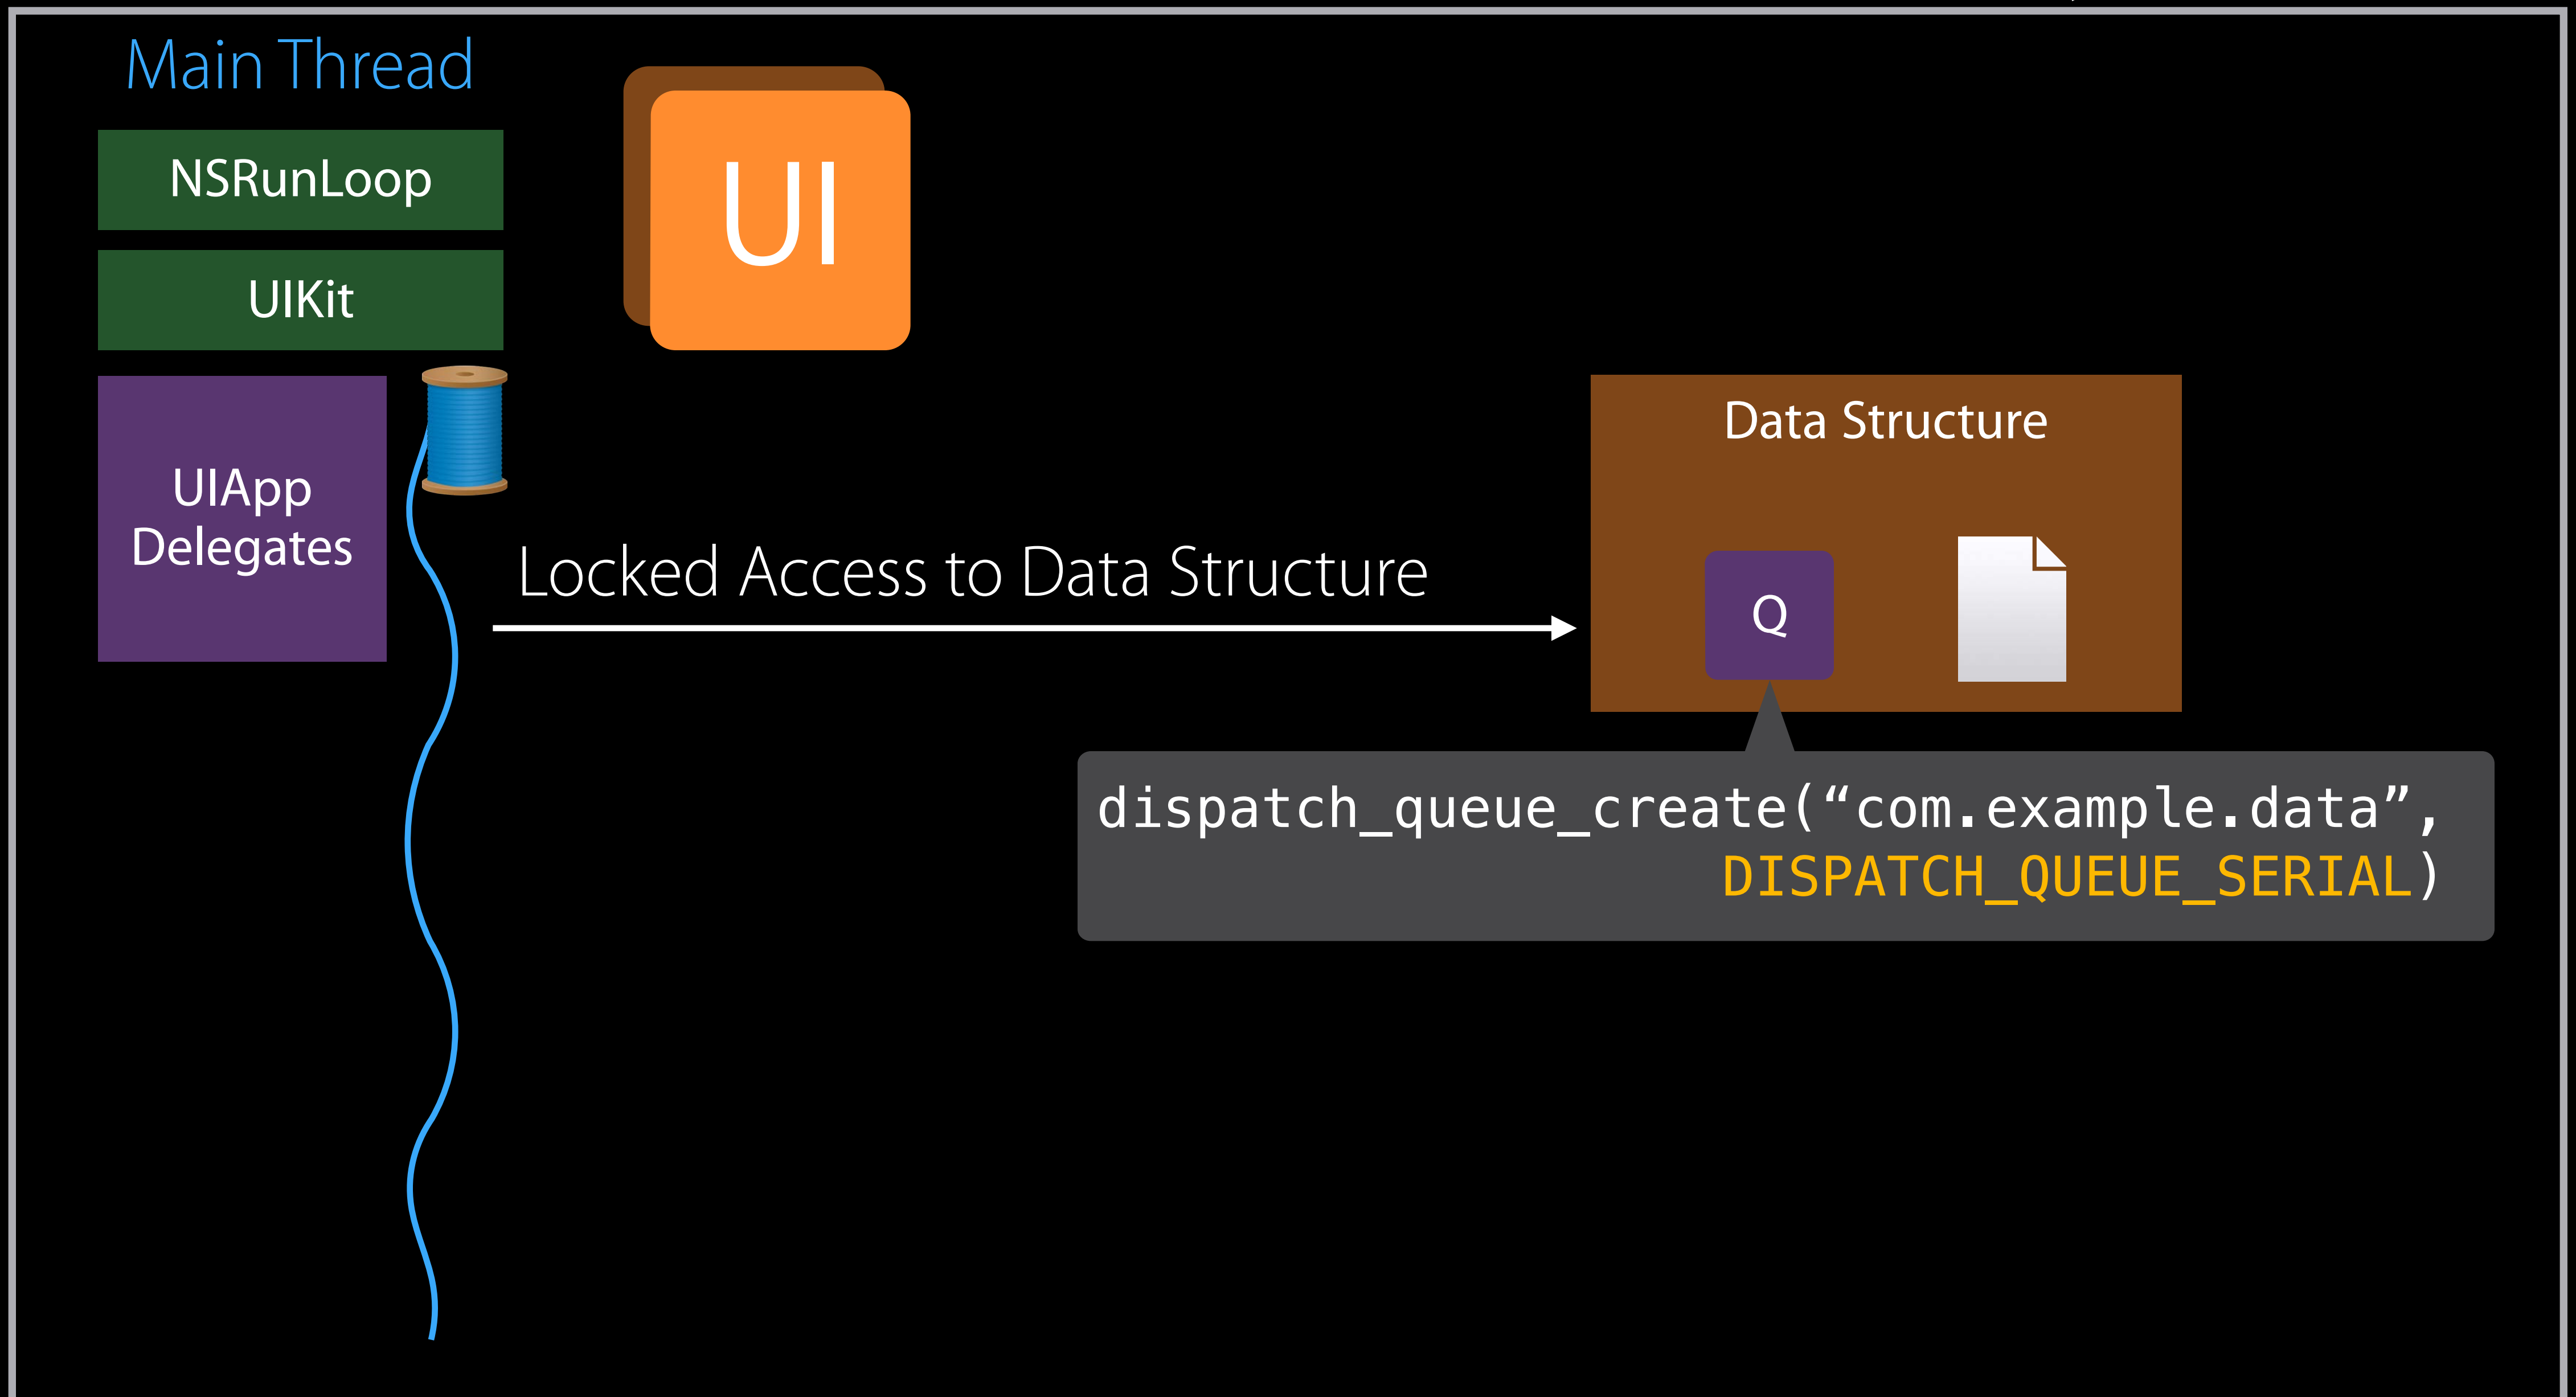 Main Thread
NSRunLoop
UIKit
UI
UIApp
Delegates
Locked Access to Data Structure
Data Structure
Q
dispatch_queue_create(“com.example.data”,
DISPATCH_QUEUE_SERIAL)